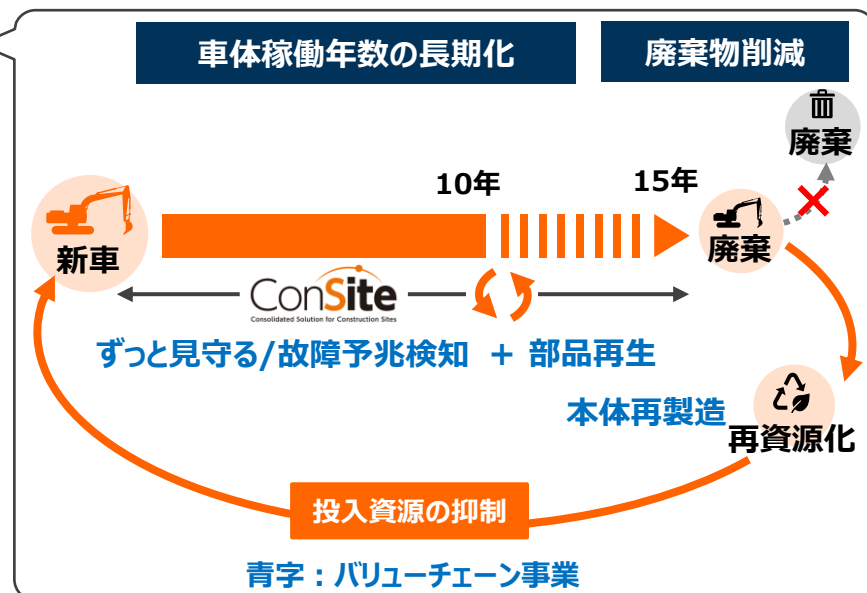 車体稼働年数の長期化
廃棄物削減
廃棄
10年
15年
新車
廃棄
ConSite
Consolidated Solution for Construction Sites
ずっと見守る/故障予兆検知 + 部品再生
本体再製造
再資源化
投入資源の抑制
青字：バリューチェーン事業